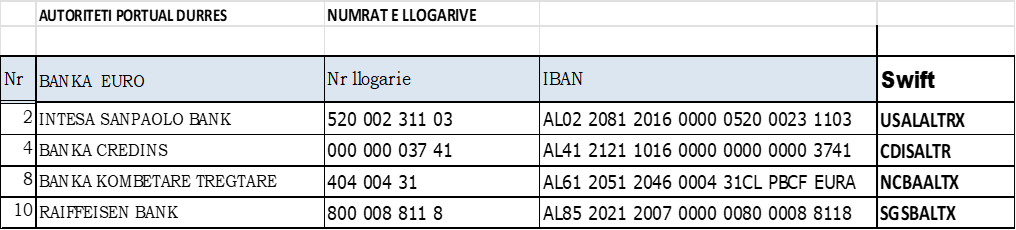 AUTORITETI PORTUAL DURRES NUMRAT E LLOGARIVE
Nr BANKA EURO Nr llogarie IBAN Swift
2 INTESA SANPAOLO BANK 520 002 311 03 AL02 2081 2016 0000 0520 0023 1103 USALALTRX
4 BANKA CREDINS 000 000 037 41 AL41 2121 1016 0000 0000 0000 3741 CDISALTR
8 BANKA KOMBETARE TREGTARE 404 004 31 AL61 2051 2046 0004 31CL PBCF EURA NCBAALTX
10 RAIFFEISEN BANK 800 008 811 8 AL85 2021 2007 0000 0080 0008 8118 SGSBALTX